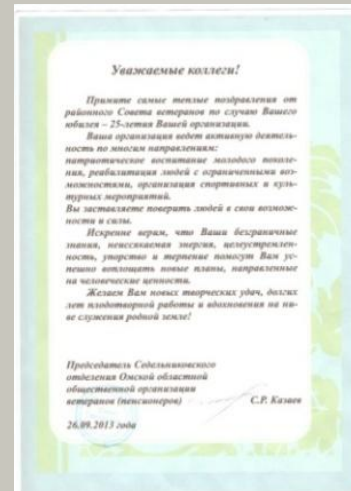 Уважаемые коллеги!
Примите самые теплые поздравления от
районного Совета ветеранов по случаю Вашего
юбилея – 25-летия Вашей организации.
Ваша организация ведет активную деятель-
ность по многим направлениям:
патриотическое воспитание молодого поколе-
ния, реабилитация людей с ограниченными воз-
можностями, организация спортивных и куль-
турных мероприятий.
Вы заставляете поверить людей в свои возмож-
ности и силы.
Искренне верим, что Ваши безграничные
знания, неиссякаемая энергия, целеустремлен-
ность, упорство и терпение помогут Вам ус-
пешно воплощать новые планы, направленные
на человеческие ценности.
Желаем Вам новых творческих удач, долгих
лет плодотворной работы и вдохновения на ни-
ве служения родной земле!
Председатель Седельниковского
отделения Омской областной
общественной организации
ветеранов (пенсионеров) С.Р. Казаев
26.09.2013 года